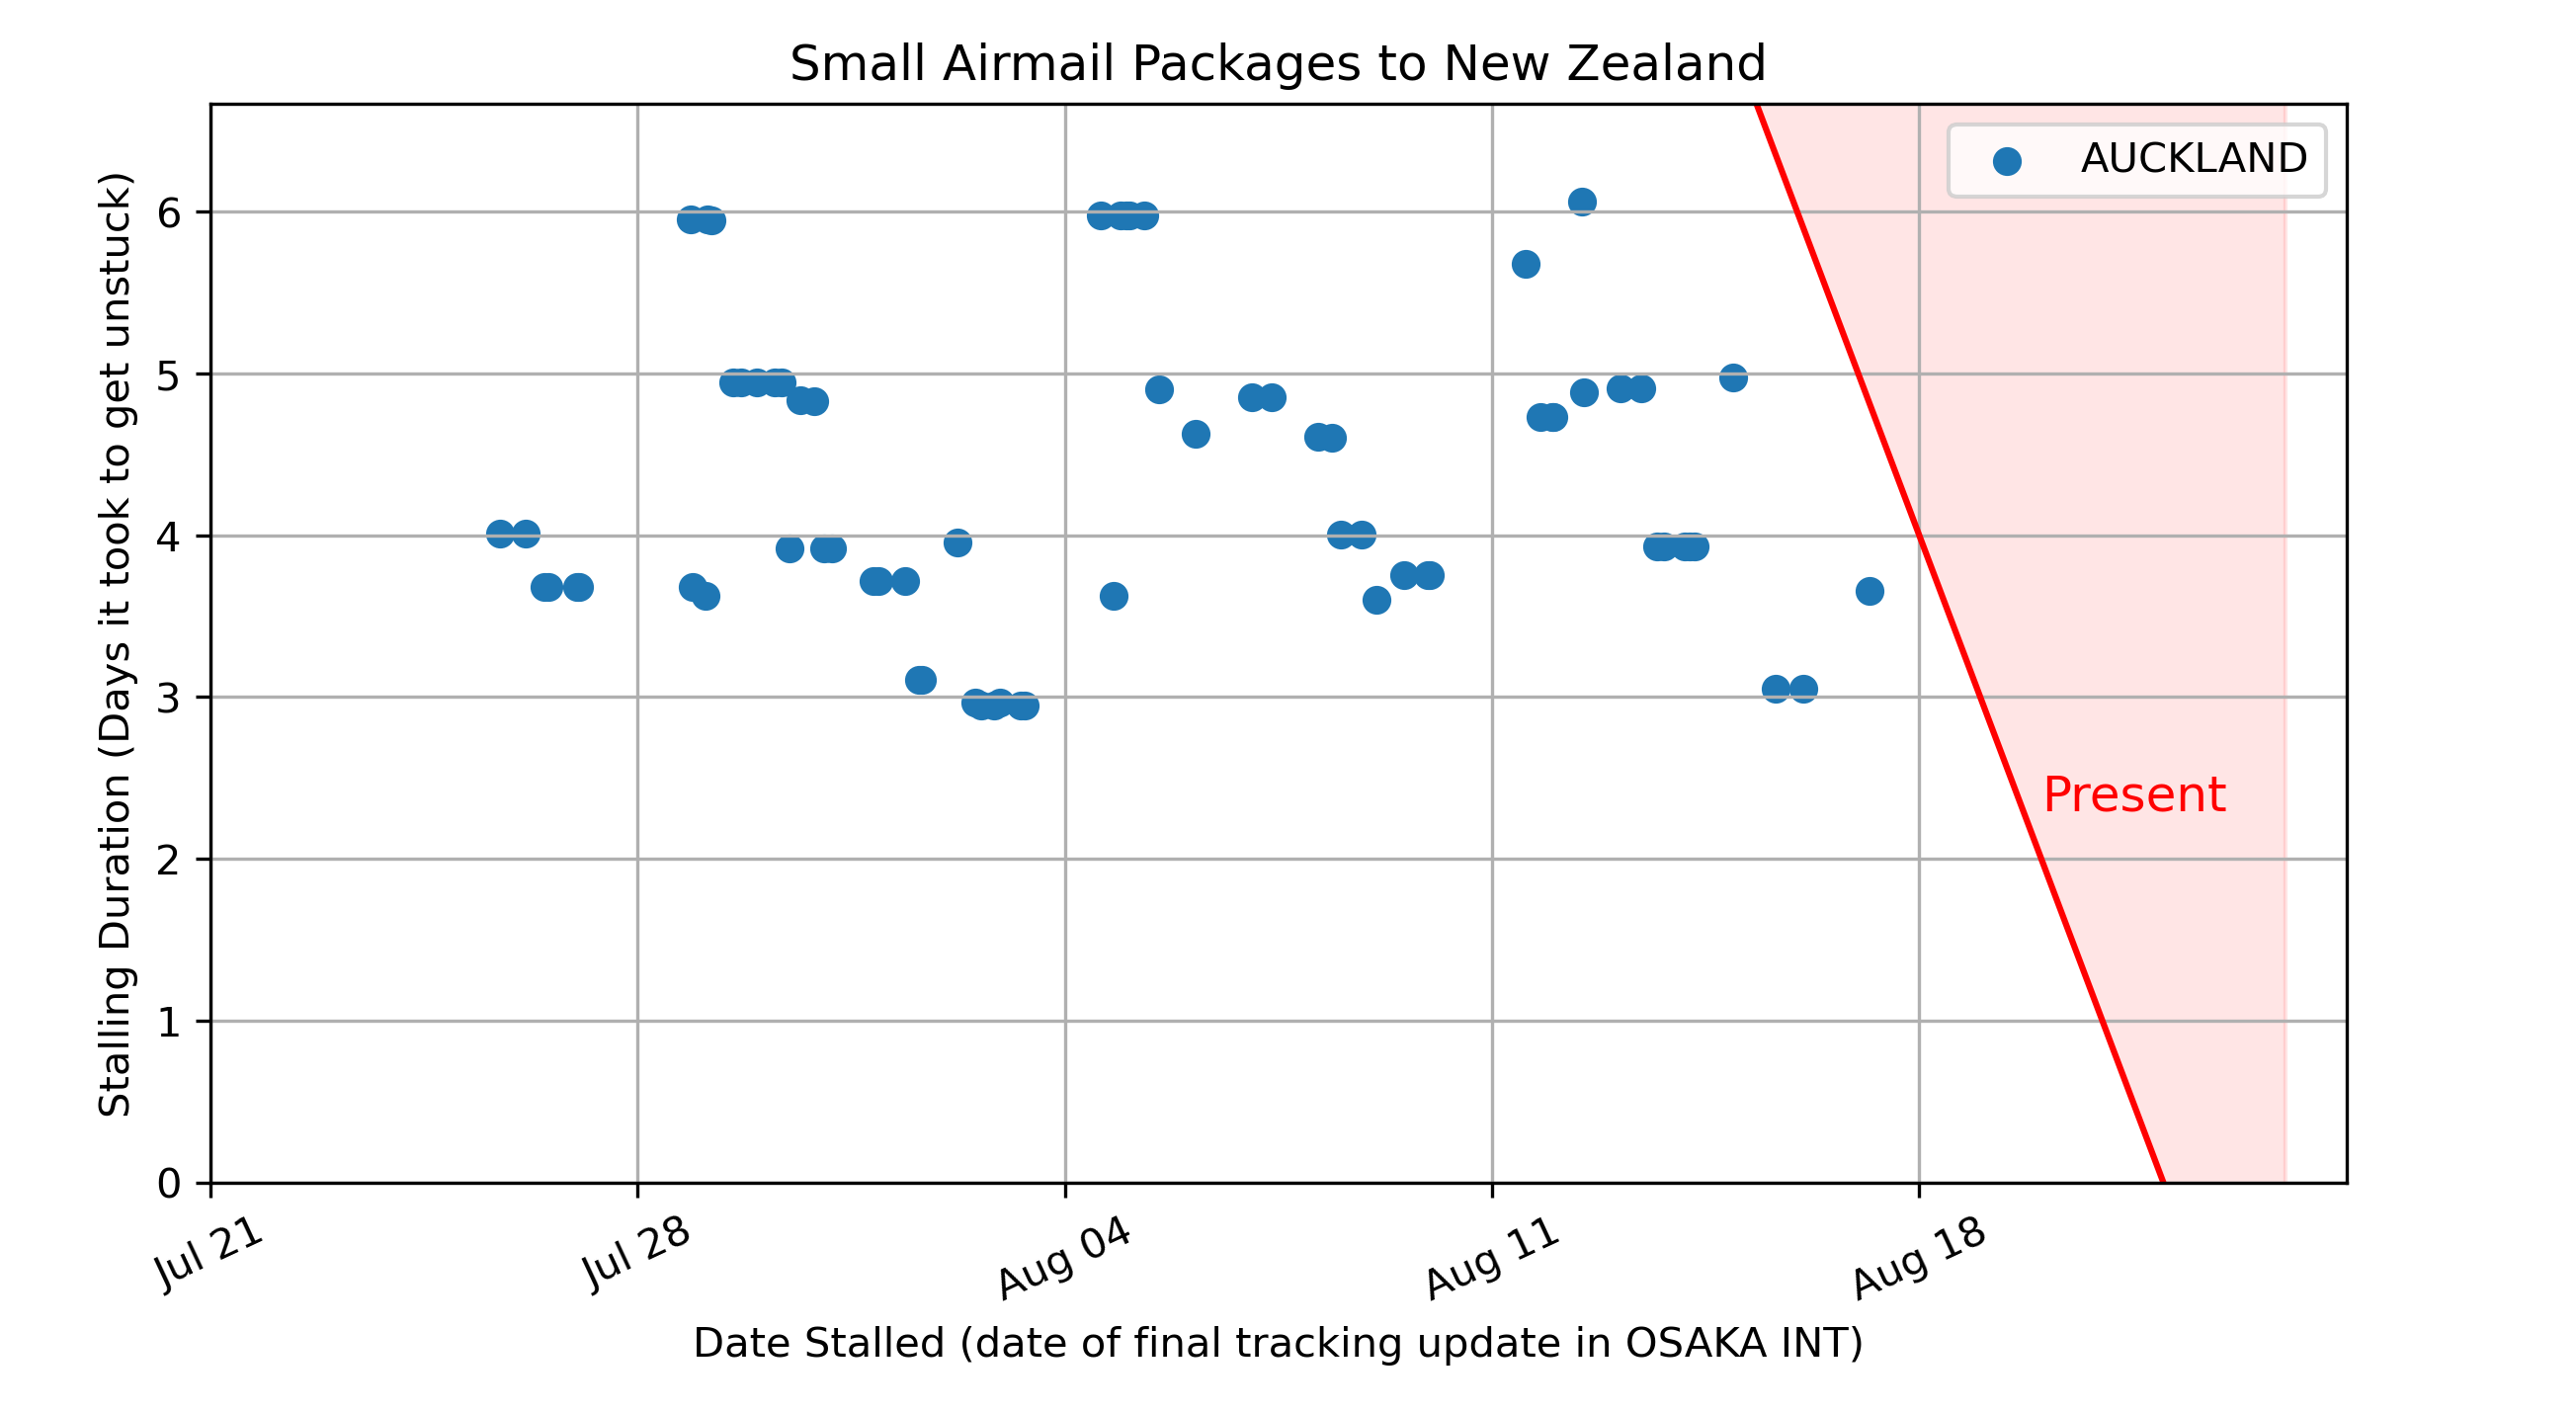 Small Airmail Packages to New Zealand
AUCKLAND
Stalling Duration (Days it took to get unstuck)
6
5
4
3
2
1
0
Present
Jul 21
Jul 28
Aug 04
Aug 11
Aug 18
Date Stalled (date of final tracking update in OSAKA INT)